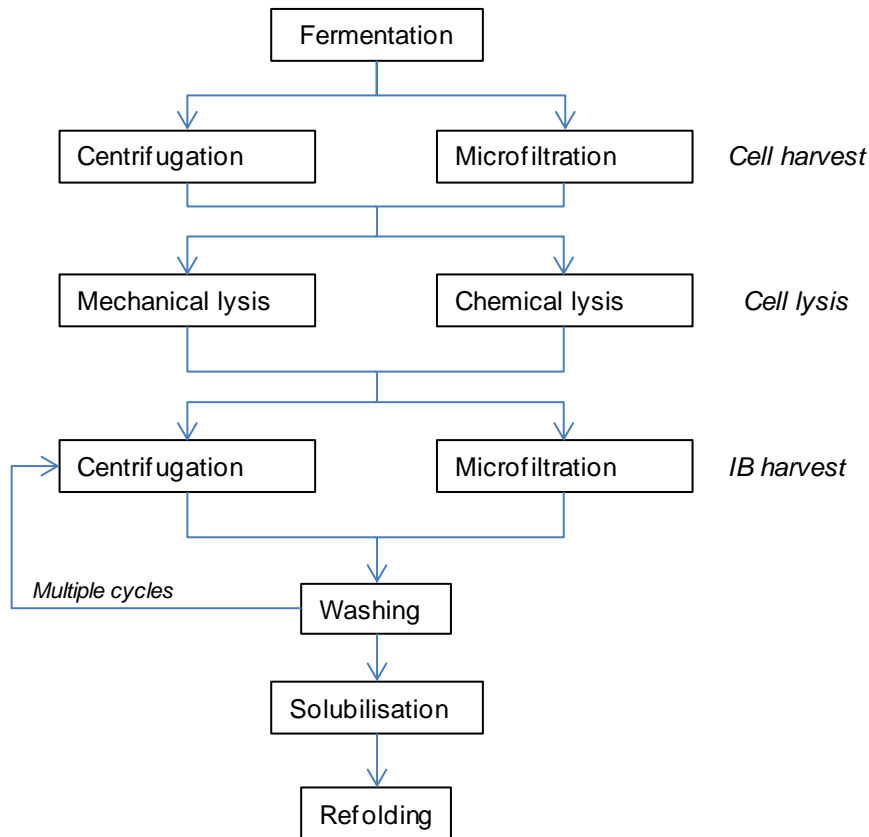 Fermentation
Centrifugation
Microfiltration
Cell harvest
Mechanical lysis
Chemical lysis
Cell lysis
Centrifugation
Microfiltration
IB harvest
Multiple cycles
Washing
Solubilisation
Refolding